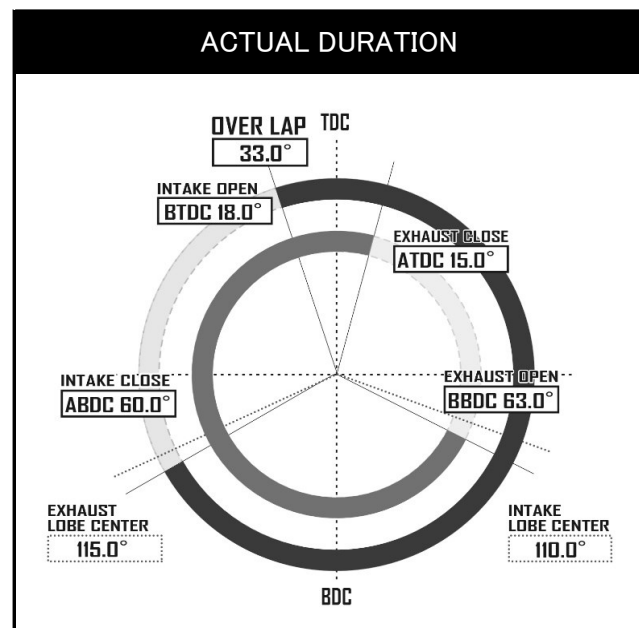 ACTUAL DURATION
OVER LAP
33.0°
TDC
INTAKE OPEN
BTDC 18.0°
EXHAUST CLOSE
ATDC 15.0°
INTAKE CLOSE
ABDC 60.0°
EXHAUST OPEN
BBDC 63.0°
EXHAUST
LOBE CENTER
115.0°
INTAKE
LOBE CENTER
110.0°
BDC